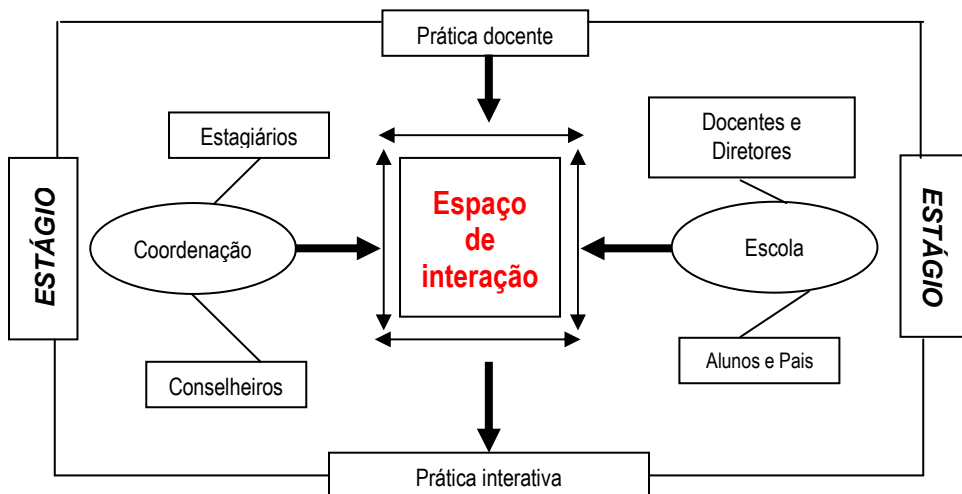 Prática docente
Estagiários
Docentes e
Diretores
ESTÁGIO
Coordenação
Espaço
de
interação
Escola
ESTÁGIO
Conselheiros
Alunos e Pais
Prática interativa